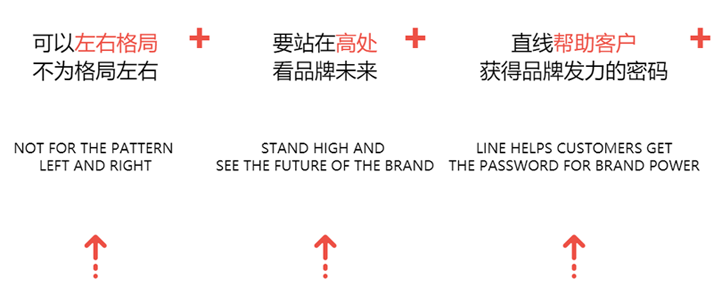 可以左右格局
不为格局左右
要站在高处
看品牌未来
直线帮助客户
获得品牌发力的密码
NOT FOR THE PATTERN
LEFT AND RIGHT
STAND HIGH AND
SEE THE FUTURE OF THE BRAND
LINE HELPS CUSTOMERS GET
THE PASSWORD FOR BRAND POWER